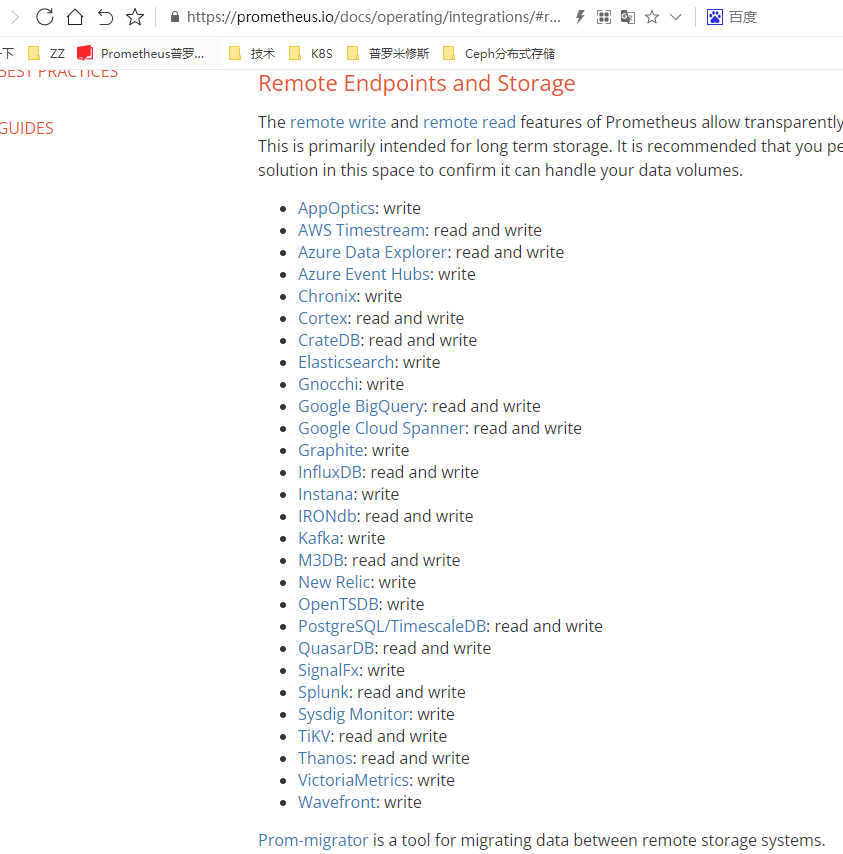 https://prometheus.io/docs/operating/integrations/#r... 百度
下 ZZ Prometheus普罗... 技术 K8S 普罗米修斯 Ceph分布式存储
BEST PRACTICES
GUIDES
Remote Endpoints and Storage
The remote write and remote read features of Prometheus allow transparently
This is primarily intended for long term storage. It is recommended that you pe
solution in this space to confirm it can handle your data volumes.
• AppOptics: write
• AWS Timestream: read and write
• Azure Data Explorer: read and write
• Azure Event Hubs: write
• Chronix: write
• Cortex: read and write
• CrateDB: read and write
• Elasticsearch: write
• Gnocchi: write
• Google BigQuery: read and write
• Google Cloud Spanner: read and write
• Graphite: write
• InfluxDB: read and write
• Instana: write
• IRONdb: read and write
• Kafka: write
• M3DB: read and write
• New Relic: write
• OpenTSDB: write
• PostgreSQL/TimescaleDB: read and write
• QuasarDB: read and write
• SignalFx: write
• Splunk: read and write
• Sysdig Monitor: write
• TiKV: read and write
• Thanos: read and write
• VictoriaMetrics: write
• Wavefront: write
Prom-migrator is a tool for migrating data between remote storage systems.